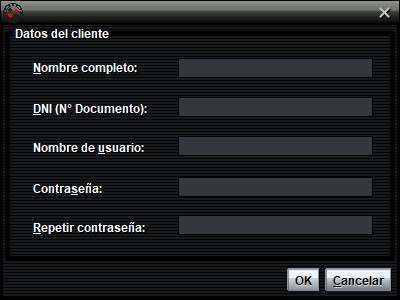 Datos del cliente
Nombre completo:
DNI (N° Documento):
Nombre de usuario:
Contraseña:
Repetir contraseña:
OK Cancelar